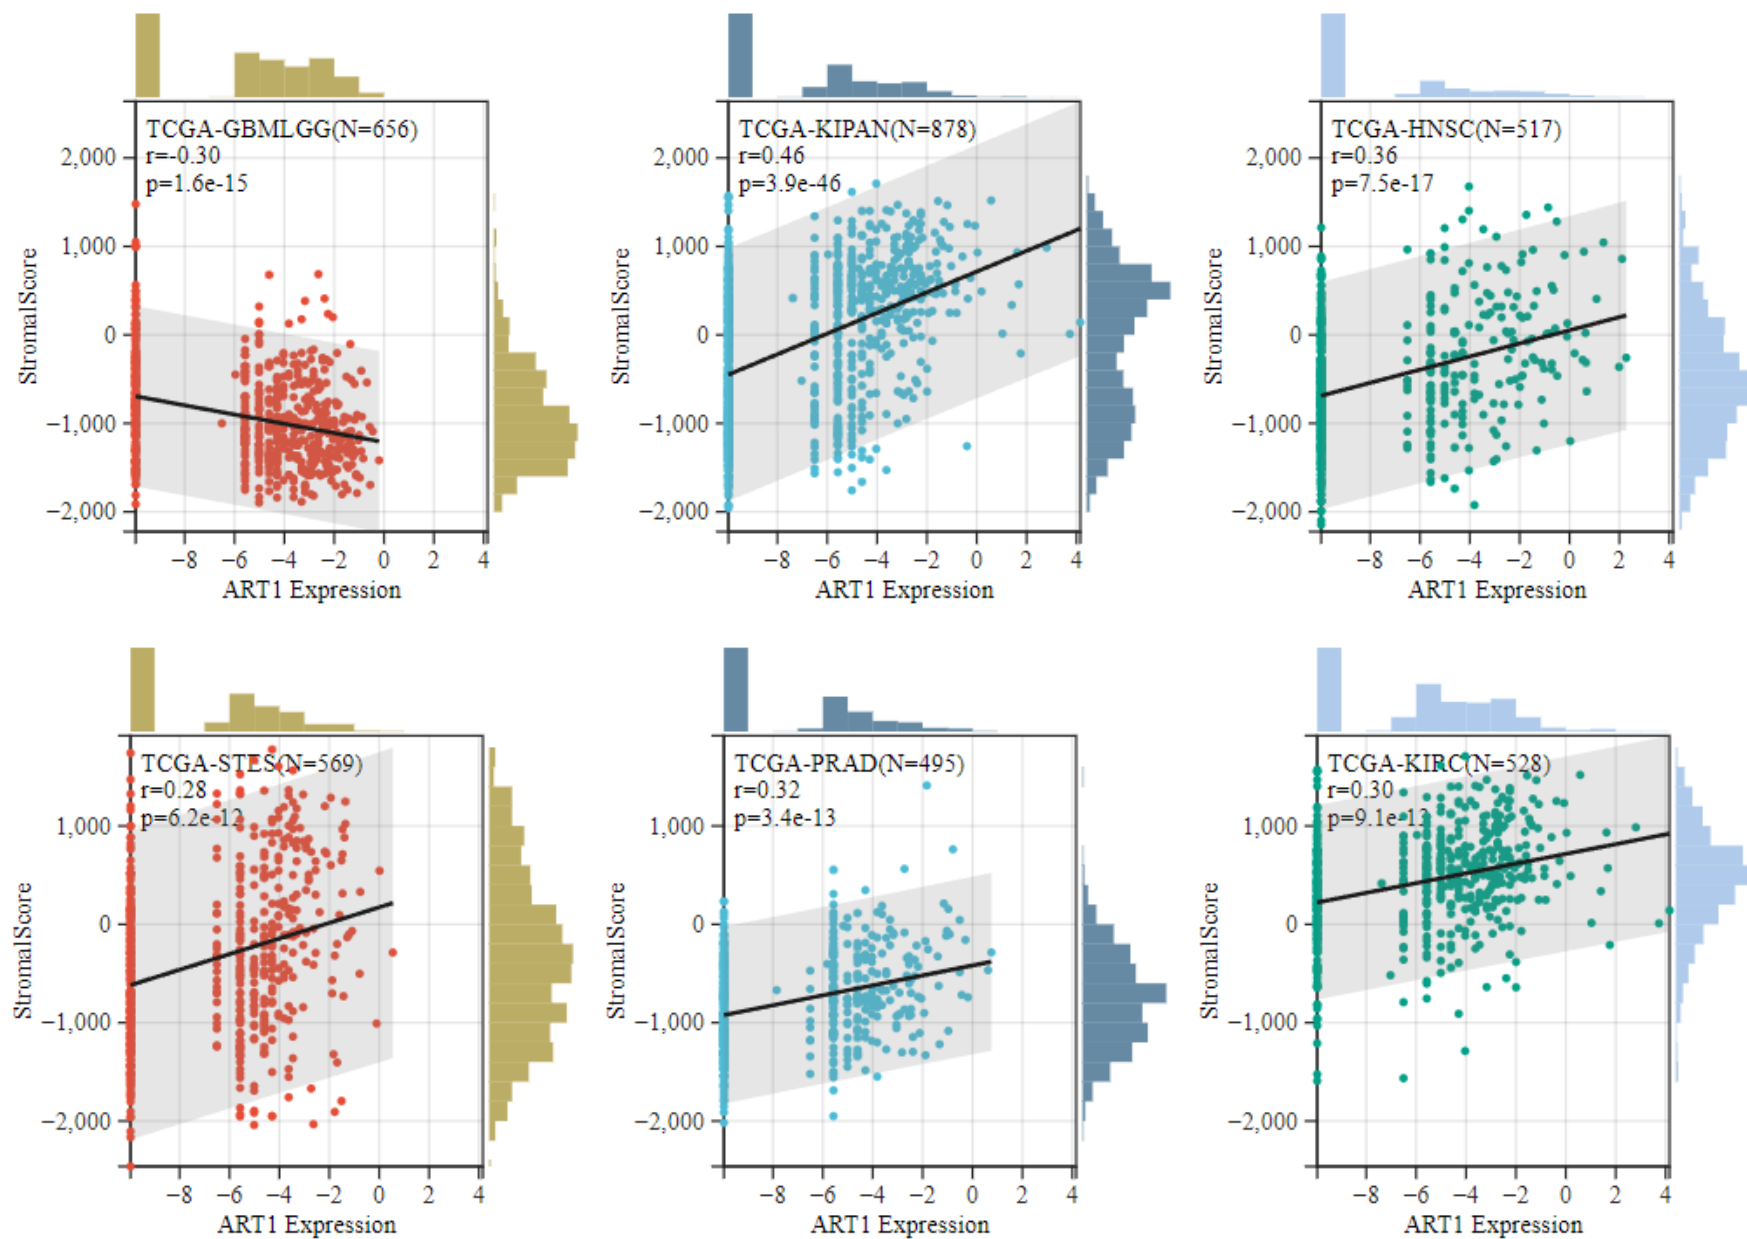 TCGA-GBMLGG(N=656)
r=-0.30
p=1.6e-15
2,000
1,000
0
−1,000
−2,000
StromalScore
−8 −6 −4 −2 0 2 4
ART1 Expression
TCGA-KIPAN(N=878)
r=0.46
p=3.9e-46
2,000
1,000
0
−1,000
−2,000
StromalScore
−8 −6 −4 −2 0 2 4
ART1 Expression
TCGA-HNSC(N=517)
r=0.36
p=7.5e-17
2,000
1,000
0
−1,000
−2,000
StromalScore
−8 −6 −4 −2 0 2 4
ART1 Expression
TCGA-STES(N=569)
r=0.28
p=6.2e-12
1,000
0
−1,000
−2,000
StromalScore
−8 −6 −4 −2 0 2 4
ART1 Expression
TCGA-PRAD(N=495)
r=0.32
p=3.4e-13
1,000
0
−1,000
−2,000
StromalScore
−8 −6 −4 −2 0 2 4
ART1 Expression
TCGA-KIRC(N=528)
r=0.30
p=9.1e-13
1,000
0
−1,000
−2,000
StromalScore
−8 −6 −4 −2 0 2 4
ART1 Expression